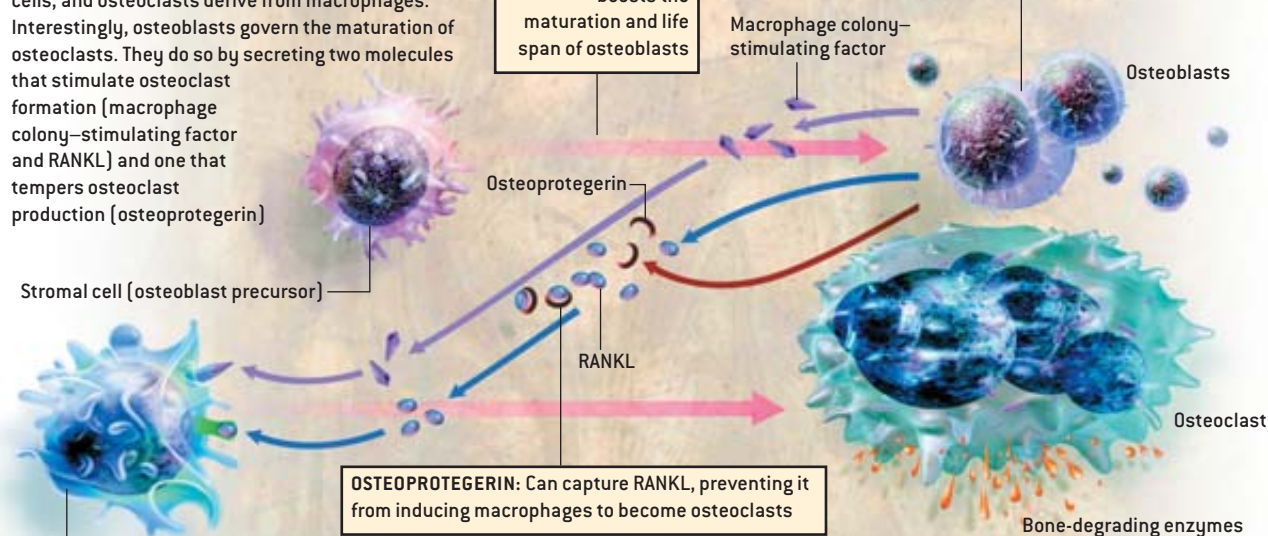 cells, and osteoclasts derive from macrophages.
Interestingly, osteoblasts govern the maturation of
osteoclasts. They do so by secreting two molecules
that stimulate osteoclast
formation (macrophage
colony–stimulating factor
and RANKL) and one that
tempers osteoclast
production (osteoprotegerin)
boosts the
maturation and life
span of osteoblasts
Macrophage colony–
stimulating factor
Osteoblasts
Osteoprotegerin
Stromal cell (osteoblast precursor)
RANKL
Osteoclast
OSTEOPROTEGERIN: Can capture RANKL, preventing it
from inducing macrophages to become osteoclasts
Bone-degrading enzymes